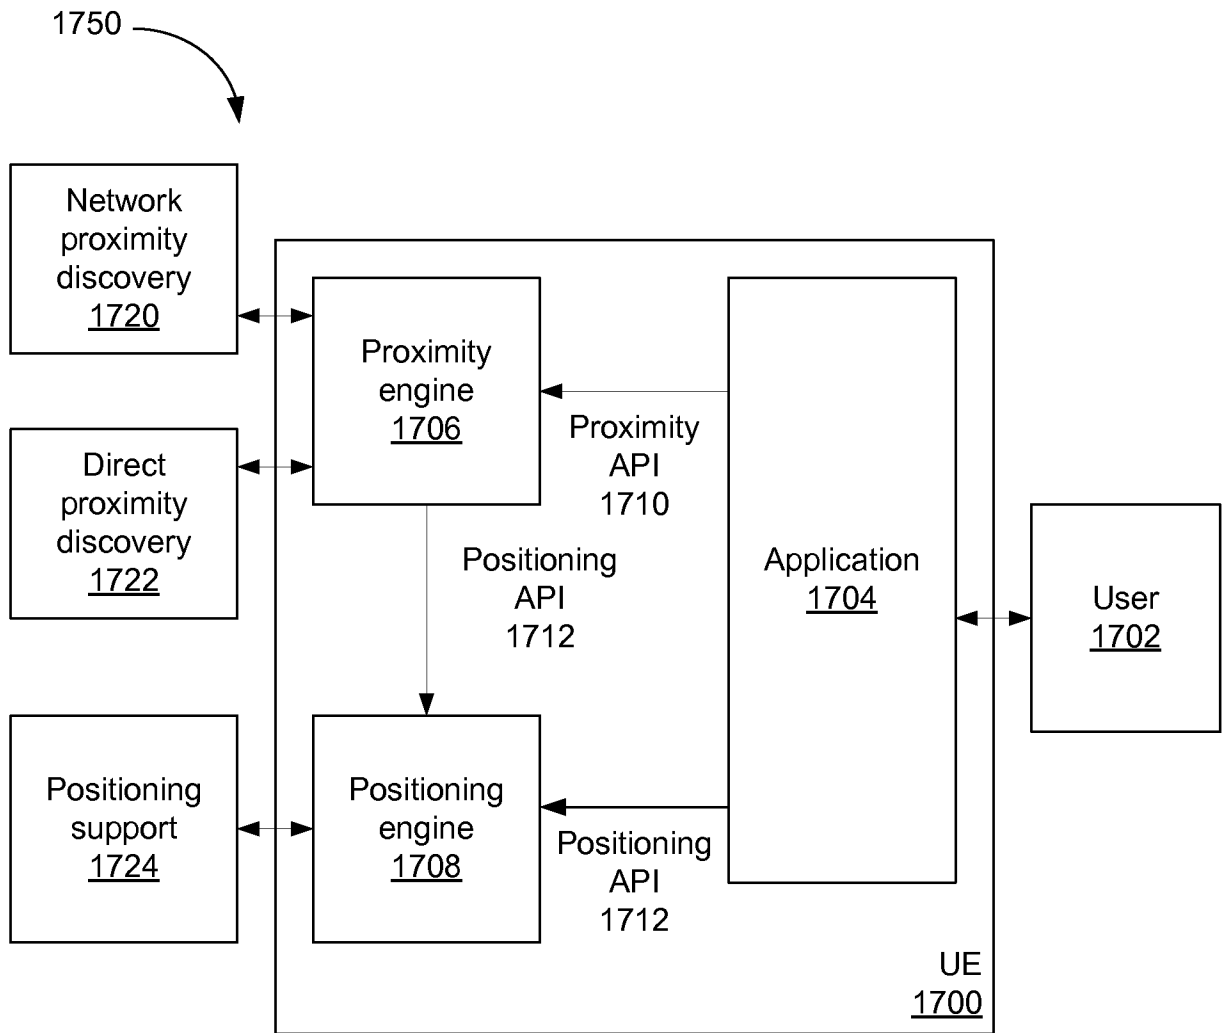 1750
Network
proximity
discovery
1720
Proximity
engine
1706
Proximity
API
1710
Direct
proximity
discovery
1722
Positioning
API
1712
Application
1704
User
1702
Positioning
support
1724
Positioning
engine
1708
Positioning
API
1712
UE
1700